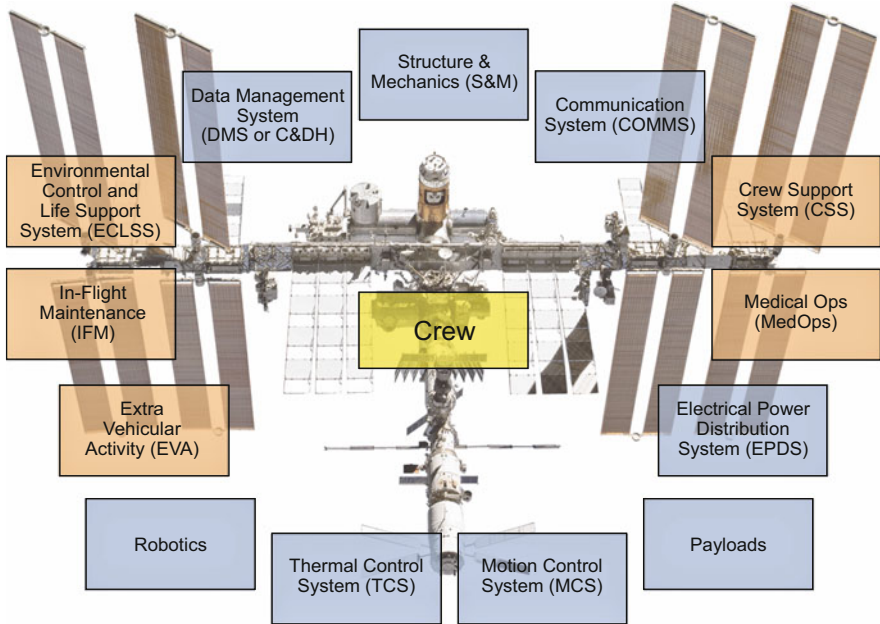 Structure &
Mechanics (S&M)
Data Management
System
(DMS or C&DH)
Communication
System (COMMS)
Environmental
Control and
Life Support
System (ECLSS)
Crew Support
System (CSS)
In-Flight
Maintenance
(IFM)
Crew
Medical Ops
(MedOps)
Extra
Vehicular
Activity (EVA)
Electrical Power
Distribution
System (EPDS)
Robotics
Thermal Control
System (TCS)
Motion Control
System (MCS)
Payloads